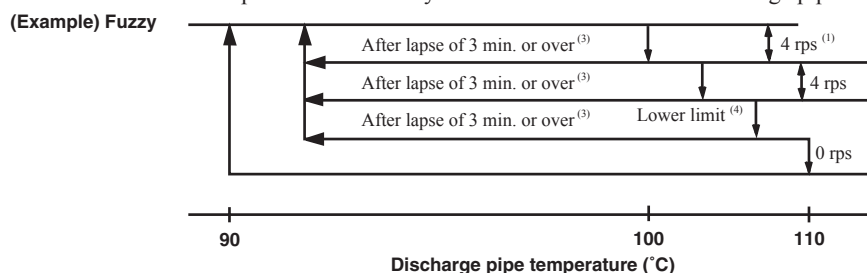 (Example) Fuzzy
After lapse of 3 min. or over (3)
4 rps (1)
After lapse of 3 min. or over (3)
4 rps
After lapse of 3 min. or over (3)
Lower limit (4)
0 rps
90
100
110
Discharge pipe temperature (˚C)